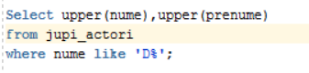 Select upper(nume),upper(prenume)
from jupi_actori
where nume like 'D%';